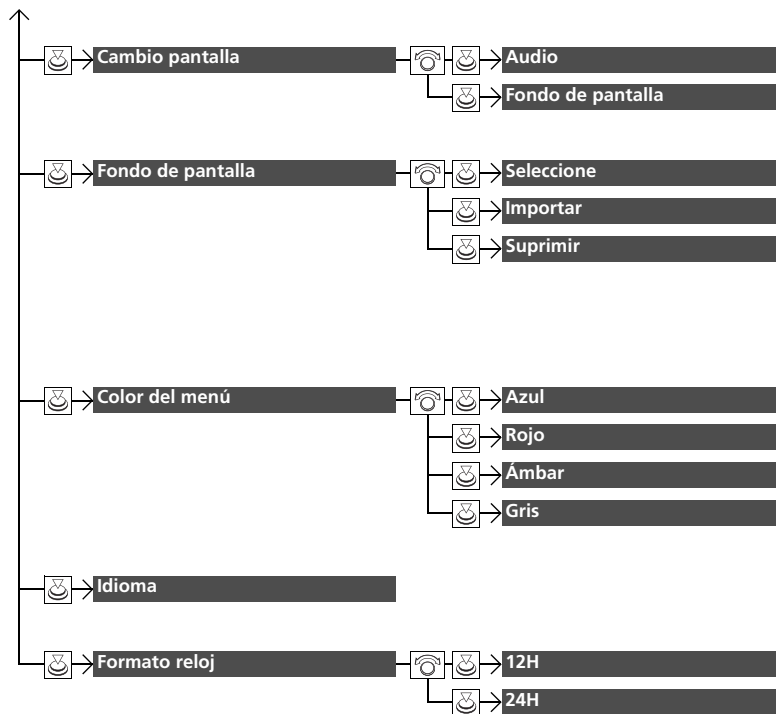 Cambio pantalla
Audio
Fondo de pantalla
Fondo de pantalla
Seleccione
Importar
Suprimir
Color del menú
Azul
Rojo
Ámbar
Gris
Idioma
Formato reloj
12H
24H